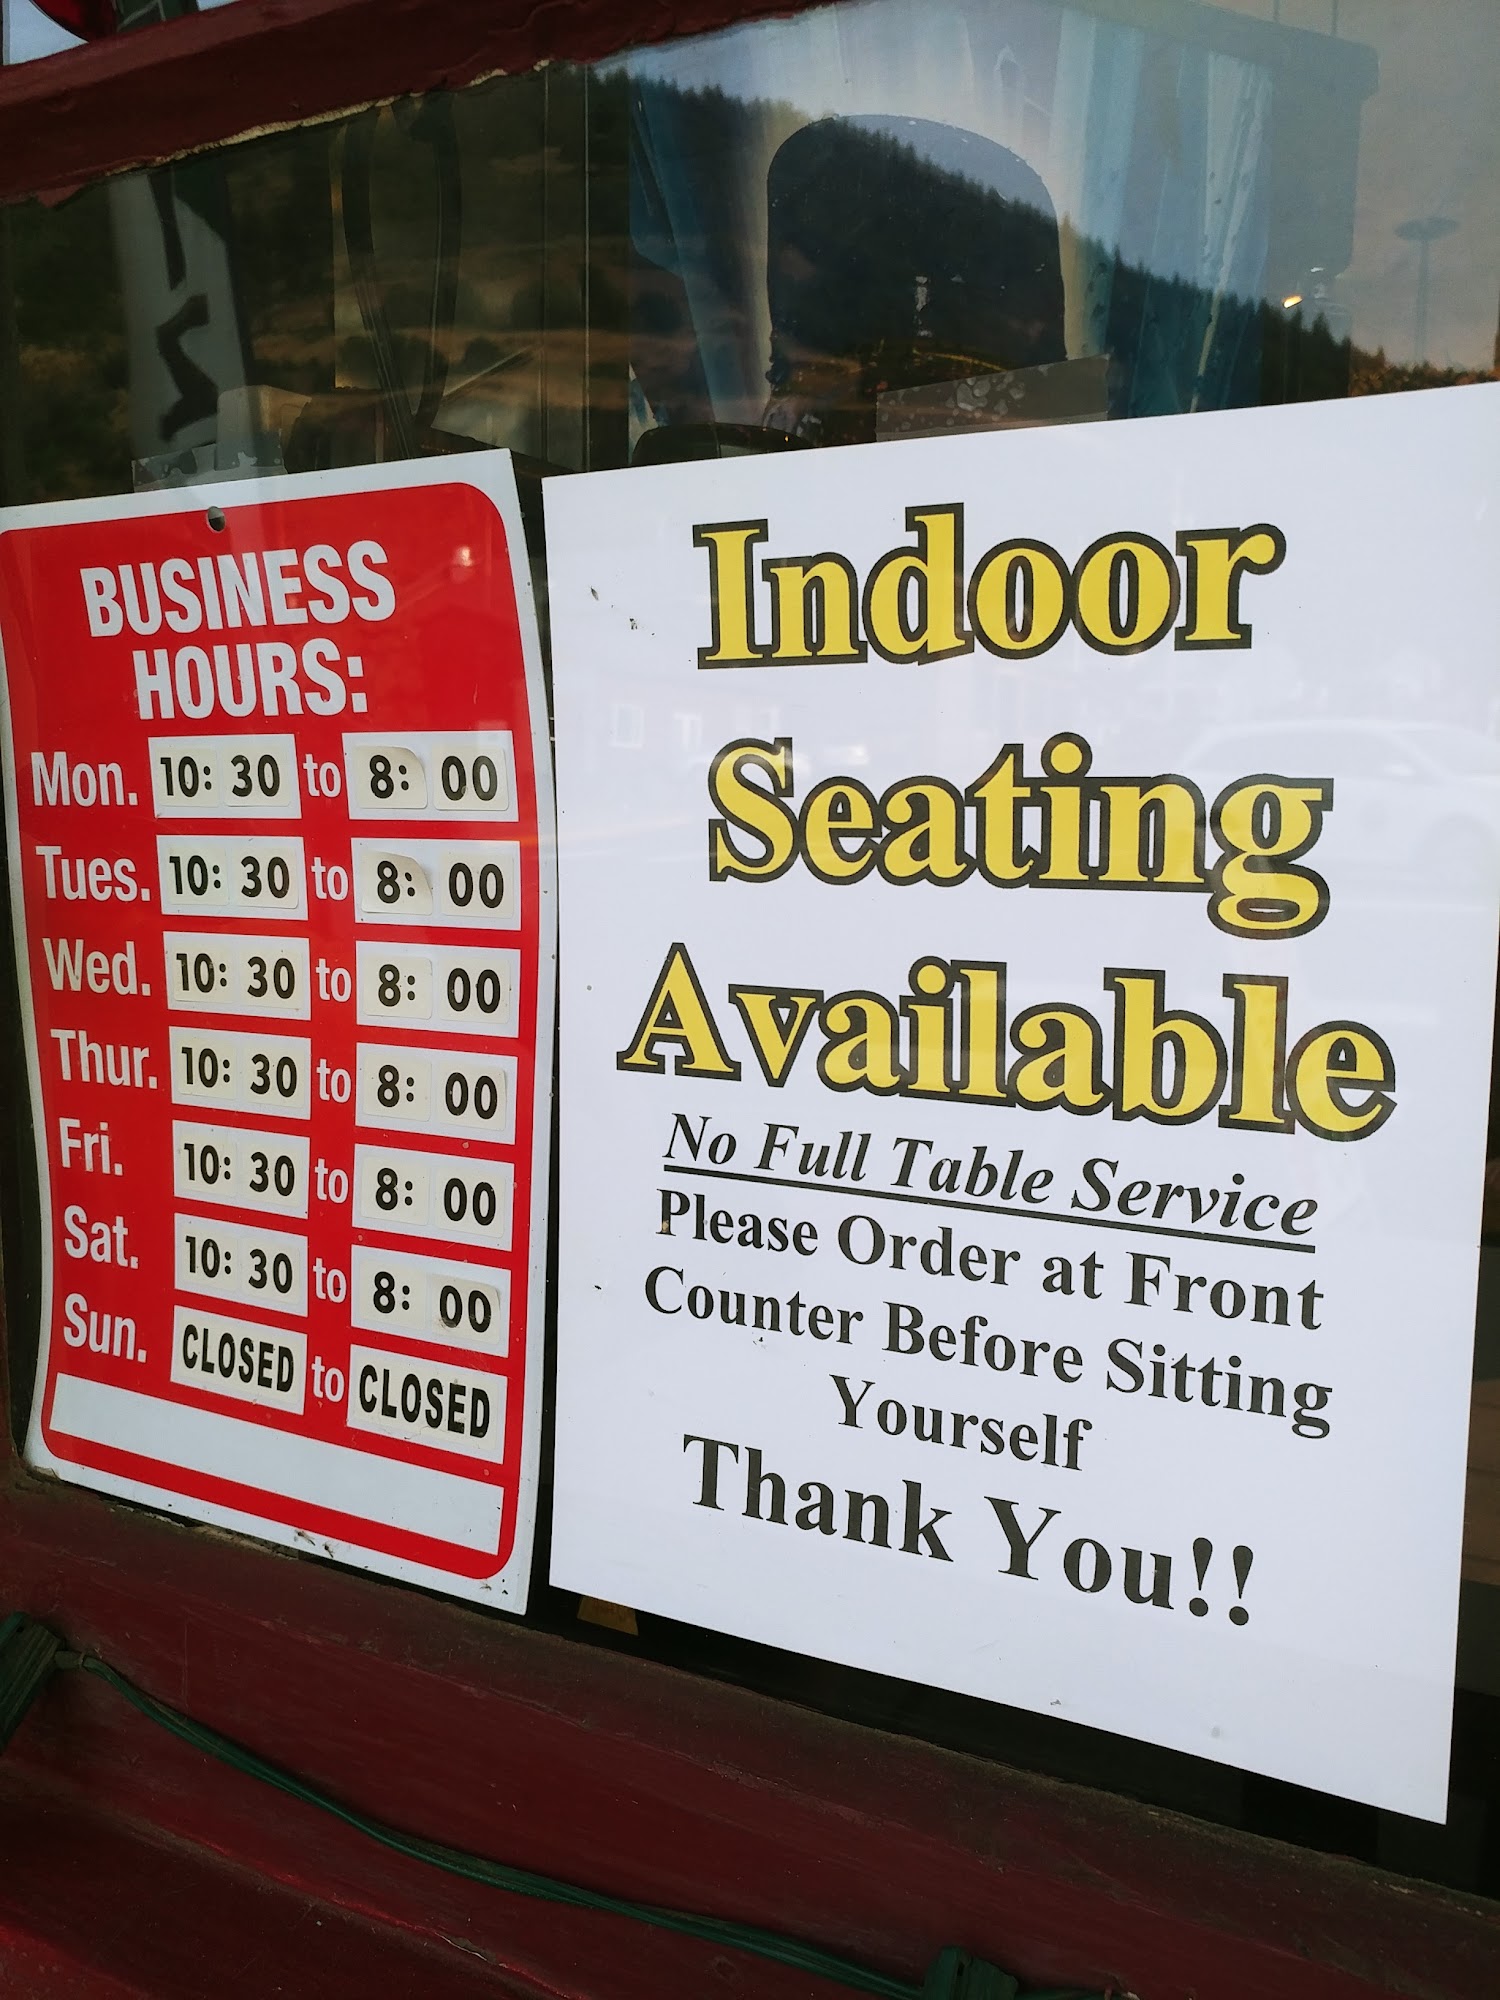 BUSINESS
HOURS:
Mon. 10:30 to 8:00
Tues. 10:30 to 8:00
Wed. 10:30 to 8:00
Thur. 10:30 to 8:00
Fri. 10:30 to 8:00
Sat. 10:30 to 8:00
Sun. CLOSED to CLOSED
Indoor
Seating
Available
No Full Table Service
Please Order at Front
Counter Before Sitting
Yourself
Thank You!!